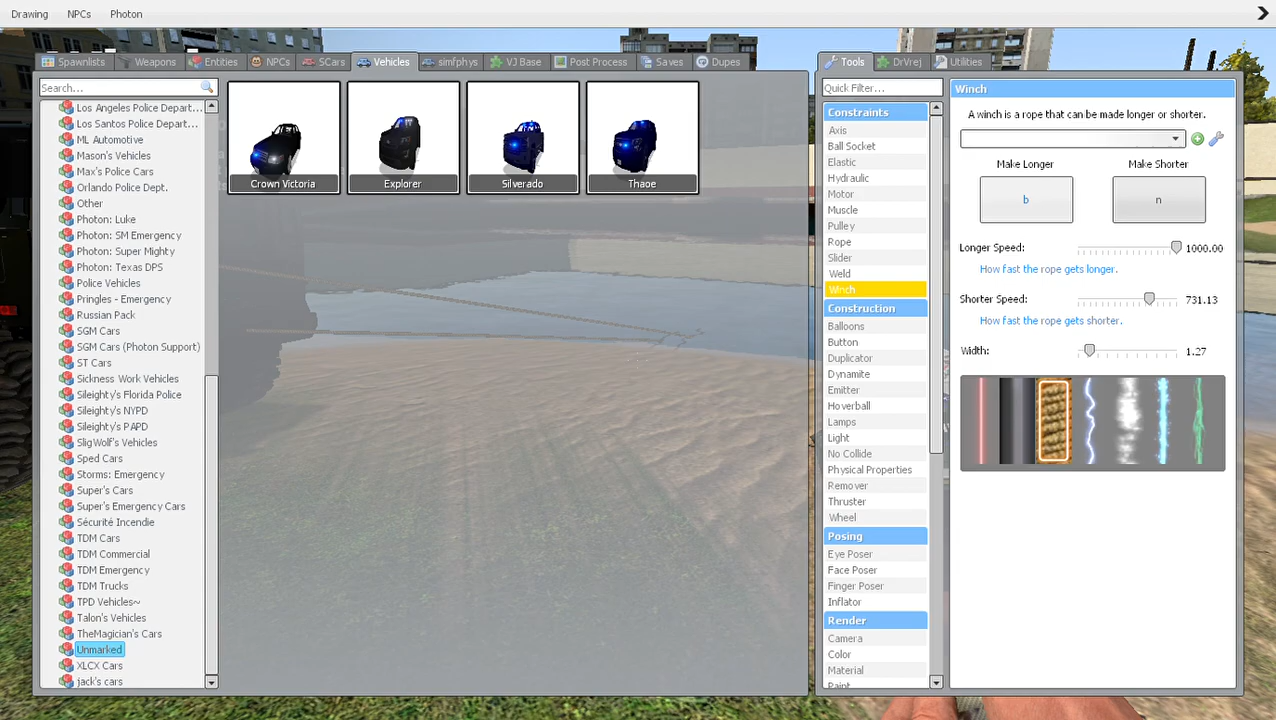 Drawing NPCs Photon
Spawnlists Weapons Entities NPCs SCars Vehicles simfphys VJ Base Post Process Saves Dupes
Search...
Los Angeles Police Depart...
Los Santos Police Depart...
ML Automotive
Mason's Vehicles
Max's Police Cars
Orlando Police Dept.
Other
Photon: Luke
Photon: SM Emergency
Photon: Super Mighty
Photon: Texas DPS
Police Vehicles
Pringles - Emergency
Russian Pack
SGM Cars
SGM Cars (Photon Support)
ST Cars
Sickness Work Vehicles
Sileighty's Florida Police
Sileighty's NYPD
Sileighty's PAPD
SligWolf's Vehicles
Sped Cars
Storms: Emergency
Super's Cars
Super's Emergency Cars
Sécurité Incendie
TDM Cars
TDM Commercial
TDM Emergency
TDM Trucks
TPD Vehicles~
Talon's Vehicles
TheMagician's Cars
Unmarked
XLCX Cars
jack's cars
Crown Victoria Explorer Silverado Thaoe
Tools DrVrej Utilities
Quick Filter...
Constraints
Axis
Ball Socket
Elastic
Hydraulic
Motor
Muscle
Pulley
Rope
Slider
Weld
Winch
Construction
Balloons
Button
Duplicator
Dynamite
Emitter
Hoverball
Lamps
Light
No Collide
Physical Properties
Remover
Thruster
Wheel
Posing
Eye Poser
Face Poser
Finger Poser
Inflator
Render
Camera
Color
Material
Paint
Winch
A winch is a rope that can be made longer or shorter.
Make Longer Make Shorter
b n
Longer Speed: 1000.00
How fast the rope gets longer.
Shorter Speed: 731.13
How fast the rope gets shorter.
Width: 1.27